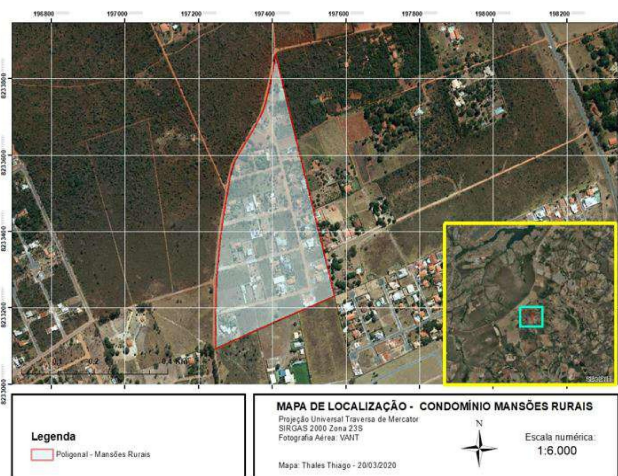 196800 197000 197200 197400 197600 197800 198000 198200
8233800
8233600
8233400
8233200
8233000
Legenda
Poligonal - Mansões Rurais
MAPA DE LOCALIZAÇÃO - CONDOMÍNIO MANSÕES RURAIS
Projeção Universal Traversa de Mercator
SIRGAS 2000 Zona 23S
Fotografia Aérea: VANT
Mapa: Thales Thiago - 20/03/2020
N
Escala numérica:
1:6.000